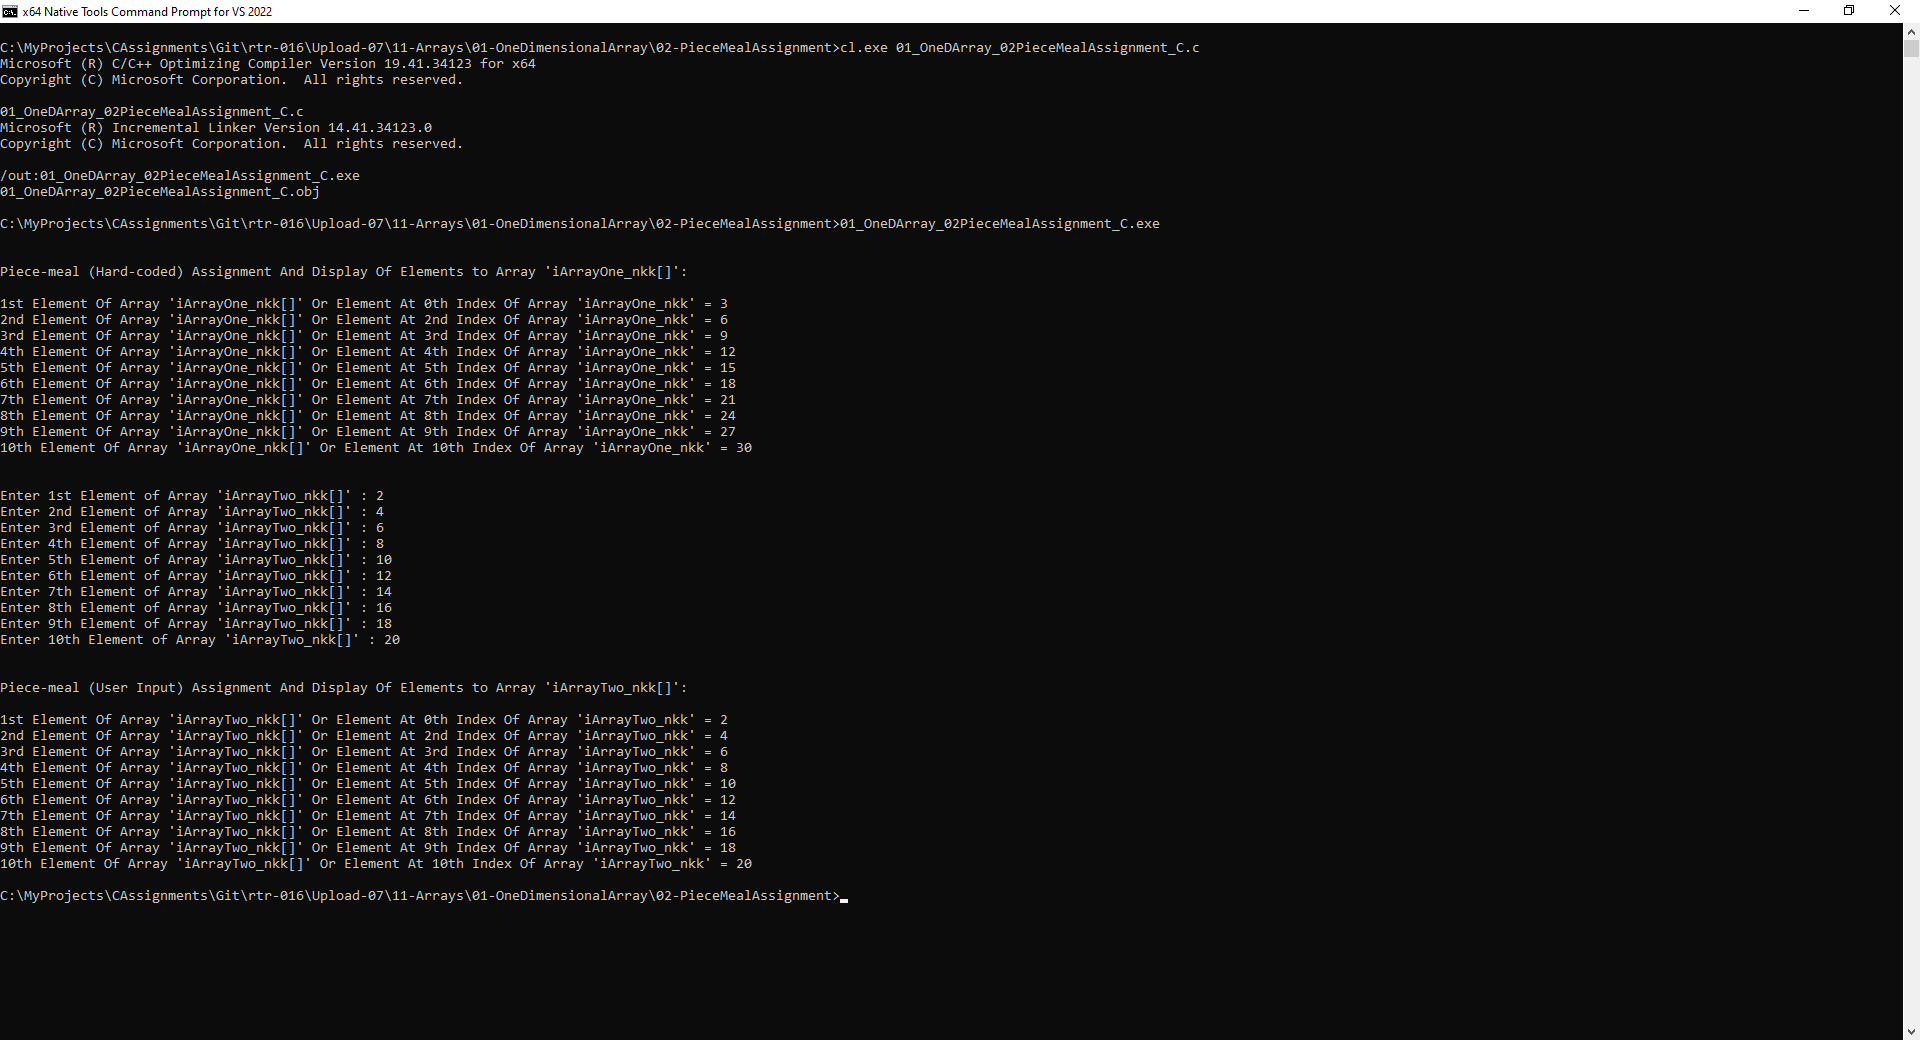 x64 Native Tools Command Prompt for VS 2022
C:\MyProjects\CAssignments\Git\rtr-016\Upload-07\11-Arrays\01-OneDimensionalArray\02-PieceMealAssignment>cl.exe 01_OneDArray_02PieceMealAssignment_C.c
Microsoft (R) C/C++ Optimizing Compiler Version 19.41.34123 for x64
Copyright (C) Microsoft Corporation.  All rights reserved.

01_OneDArray_02PieceMealAssignment_C.c
Microsoft (R) Incremental Linker Version 14.41.34123.0
Copyright (C) Microsoft Corporation.  All rights reserved.

/out:01_OneDArray_02PieceMealAssignment_C.exe
01_OneDArray_02PieceMealAssignment_C.obj

C:\MyProjects\CAssignments\Git\rtr-016\Upload-07\11-Arrays\01-OneDimensionalArray\02-PieceMealAssignment>01_OneDArray_02PieceMealAssignment_C.exe

Piece-meal (Hard-coded) Assignment And Display Of Elements to Array 'iArrayOne_nkk[]':

1st Element Of Array 'iArrayOne_nkk[]' Or Element At 0th Index Of Array 'iArrayOne_nkk' = 3
2nd Element Of Array 'iArrayOne_nkk[]' Or Element At 2nd Index Of Array 'iArrayOne_nkk' = 6
3rd Element Of Array 'iArrayOne_nkk[]' Or Element At 3rd Index Of Array 'iArrayOne_nkk' = 9
4th Element Of Array 'iArrayOne_nkk[]' Or Element At 4th Index Of Array 'iArrayOne_nkk' = 12
5th Element Of Array 'iArrayOne_nkk[]' Or Element At 5th Index Of Array 'iArrayOne_nkk' = 15
6th Element Of Array 'iArrayOne_nkk[]' Or Element At 6th Index Of Array 'iArrayOne_nkk' = 18
7th Element Of Array 'iArrayOne_nkk[]' Or Element At 7th Index Of Array 'iArrayOne_nkk' = 21
8th Element Of Array 'iArrayOne_nkk[]' Or Element At 8th Index Of Array 'iArrayOne_nkk' = 24
9th Element Of Array 'iArrayOne_nkk[]' Or Element At 9th Index Of Array 'iArrayOne_nkk' = 27
10th Element Of Array 'iArrayOne_nkk[]' Or Element At 10th Index Of Array 'iArrayOne_nkk' = 30

Enter 1st Element of Array 'iArrayTwo_nkk[]' : 2
Enter 2nd Element of Array 'iArrayTwo_nkk[]' : 4
Enter 3rd Element of Array 'iArrayTwo_nkk[]' : 6
Enter 4th Element of Array 'iArrayTwo_nkk[]' : 8
Enter 5th Element of Array 'iArrayTwo_nkk[]' : 10
Enter 6th Element of Array 'iArrayTwo_nkk[]' : 12
Enter 7th Element of Array 'iArrayTwo_nkk[]' : 14
Enter 8th Element of Array 'iArrayTwo_nkk[]' : 16
Enter 9th Element of Array 'iArrayTwo_nkk[]' : 18
Enter 10th Element of Array 'iArrayTwo_nkk[]' : 20

Piece-meal (User Input) Assignment And Display Of Elements to Array 'iArrayTwo_nkk[]':

1st Element Of Array 'iArrayTwo_nkk[]' Or Element At 0th Index Of Array 'iArrayTwo_nkk' = 2
2nd Element Of Array 'iArrayTwo_nkk[]' Or Element At 2nd Index Of Array 'iArrayTwo_nkk' = 4
3rd Element Of Array 'iArrayTwo_nkk[]' Or Element At 3rd Index Of Array 'iArrayTwo_nkk' = 6
4th Element Of Array 'iArrayTwo_nkk[]' Or Element At 4th Index Of Array 'iArrayTwo_nkk' = 8
5th Element Of Array 'iArrayTwo_nkk[]' Or Element At 5th Index Of Array 'iArrayTwo_nkk' = 10
6th Element Of Array 'iArrayTwo_nkk[]' Or Element At 6th Index Of Array 'iArrayTwo_nkk' = 12
7th Element Of Array 'iArrayTwo_nkk[]' Or Element At 7th Index Of Array 'iArrayTwo_nkk' = 14
8th Element Of Array 'iArrayTwo_nkk[]' Or Element At 8th Index Of Array 'iArrayTwo_nkk' = 16
9th Element Of Array 'iArrayTwo_nkk[]' Or Element At 9th Index Of Array 'iArrayTwo_nkk' = 18
10th Element Of Array 'iArrayTwo_nkk[]' Or Element At 10th Index Of Array 'iArrayTwo_nkk' = 20

C:\MyProjects\CAssignments\Git\rtr-016\Upload-07\11-Arrays\01-OneDimensionalArray\02-PieceMealAssignment>